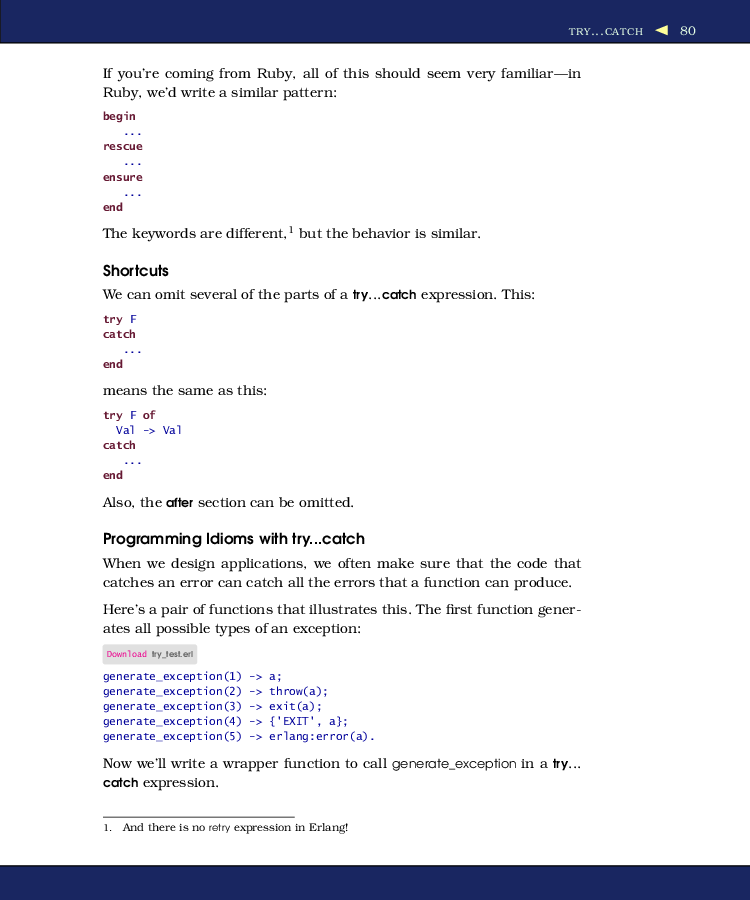 TRY...CATCH ◀ 80
If you're coming from Ruby, all of this should seem very familiar—in
Ruby, we'd write a similar pattern:
begin
...
rescue
...
ensure
...
end
The keywords are different,1 but the behavior is similar.
Shortcuts
We can omit several of the parts of a try...catch expression. This:
try F
catch
...
end
means the same as this:
try F of
Val -> Val
catch
...
end
Also, the after section can be omitted.
Programming Idioms with try...catch
When we design applications, we often make sure that the code that
catches an error can catch all the errors that a function can produce.
Here's a pair of functions that illustrates this. The first function gener-
ates all possible types of an exception:
Download try_test.erl
generate_exception(1) -> a;
generate_exception(2) -> throw(a);
generate_exception(3) -> exit(a);
generate_exception(4) -> {'EXIT', a};
generate_exception(5) -> erlang:error(a).
Now we'll write a wrapper function to call generate_exception in a try...
catch expression.
1. And there is no retry expression in Erlang!